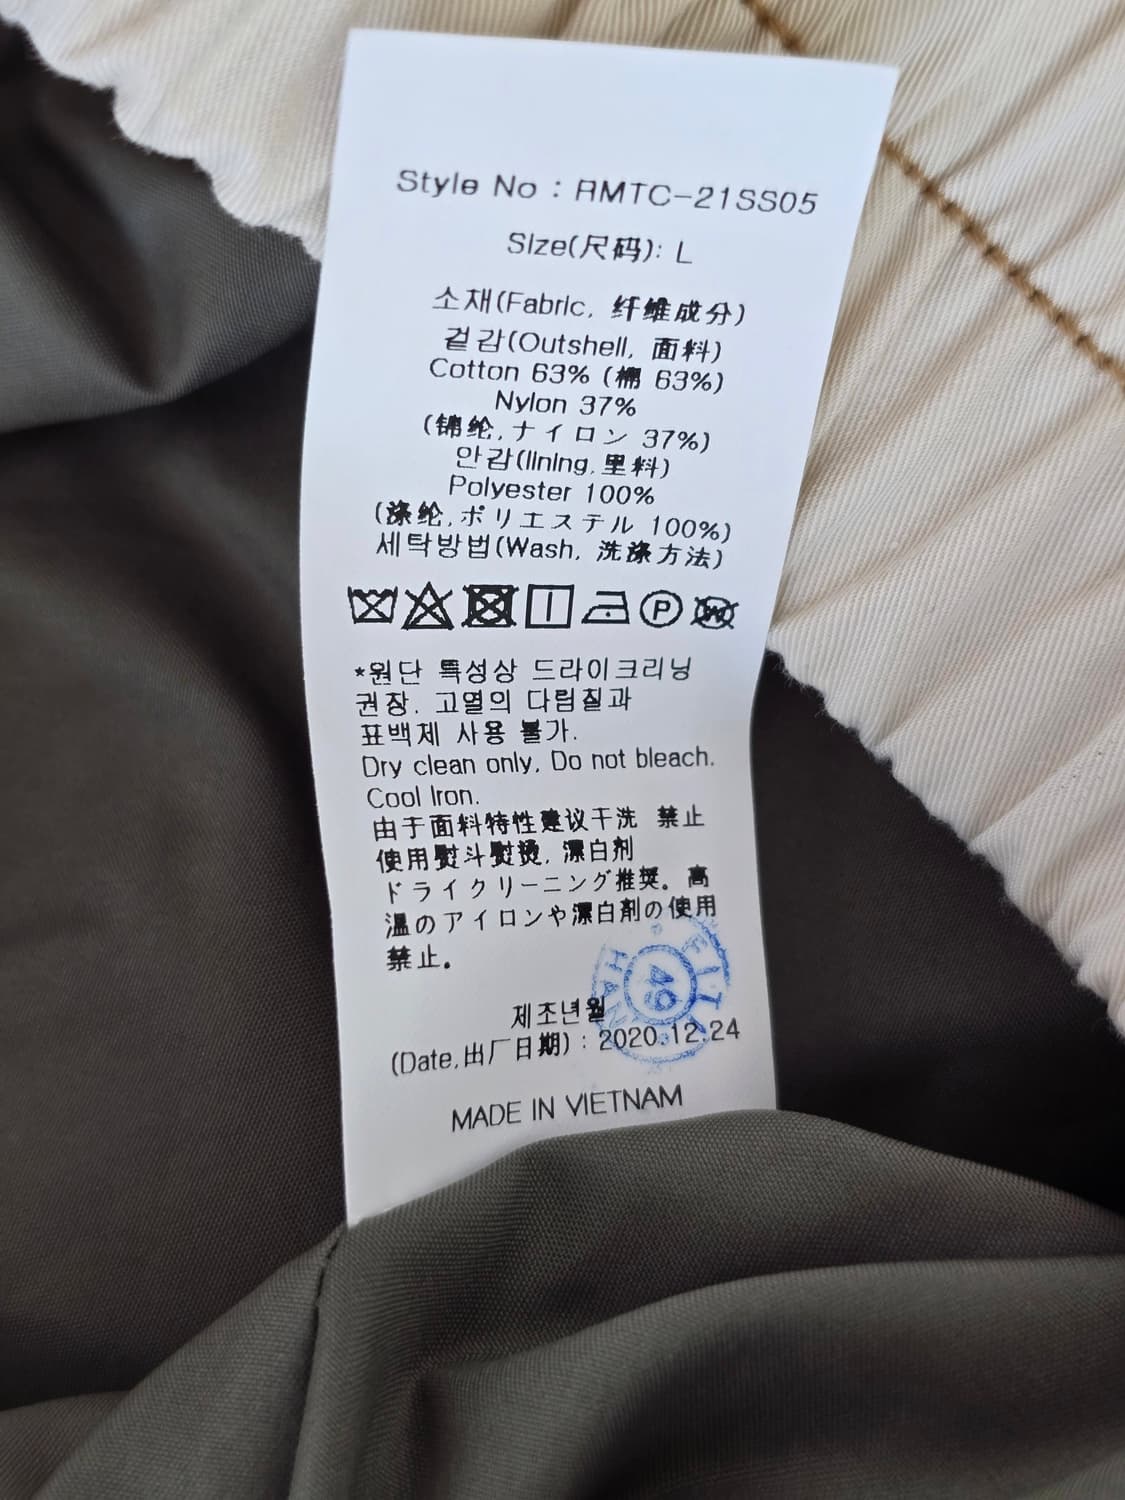 Style No : RMTC-21SS05
Size(尺码): L
소재(Fabric, 纤维成分)
겉감(Outshell, 面料)
Cotton 63% (棉 63%)
Nylon 37%
(锦纶,ナイロン 37%)
안감(lining,里料)
Polyester 100%
(涤纶,ポリエステル 100%)
세탁방법(Wash, 洗涤方法)
P
W
*원단 특성상 드라이크리닝
권장. 고열의 다림질과
표백제 사용 불가.
Dry clean only, Do not bleach.
Cool Iron.
由于面料特性建议干洗 禁止
使用熨斗熨烫, 漂白剂
ドライクリーニング推奨。高
温のアイロンや漂白剤の使用
禁止。
제조년월
(Date,出厂日期) : 2020.12.24
49
MADE IN VIETNAM